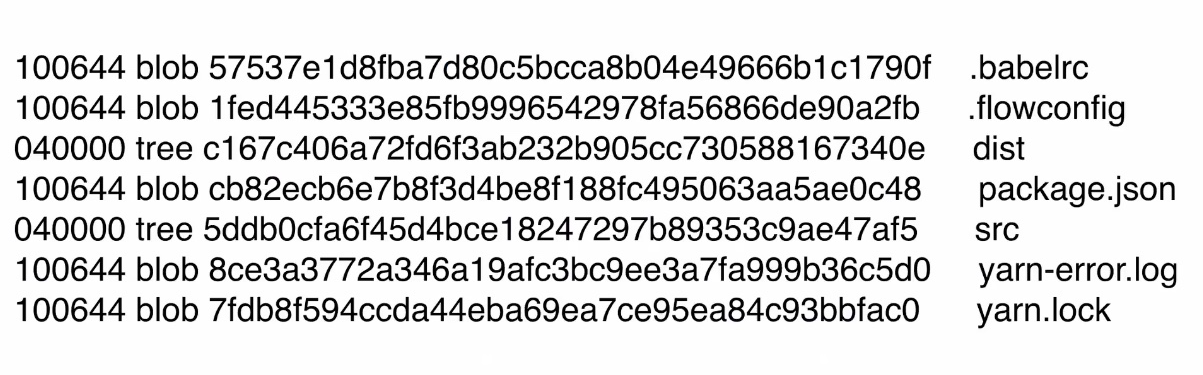 100644 blob 57537e1d8fba7d80c5bcca8b04e49666b1c1790f .babelrc
100644 blob 1fed445333e85fb9996542978fa56866de90a2fb .flowconfig
040000 tree c167c406a72fd6f3ab232b905cc730588167340e dist
100644 blob cb82ecb6e7b8f3d4be8f188fc495063aa5ae0c48 package.json
040000 tree 5ddb0cfa6f45d4bce18247297b89353c9ae47af5 src
100644 blob 8ce3a3772a346a19afc3bc9ee3a7fa999b36c5d0 yarn-error.log
100644 blob 7fdb8f594ccda44eba69ea7ce95ea84c93bbfac0 yarn.lock